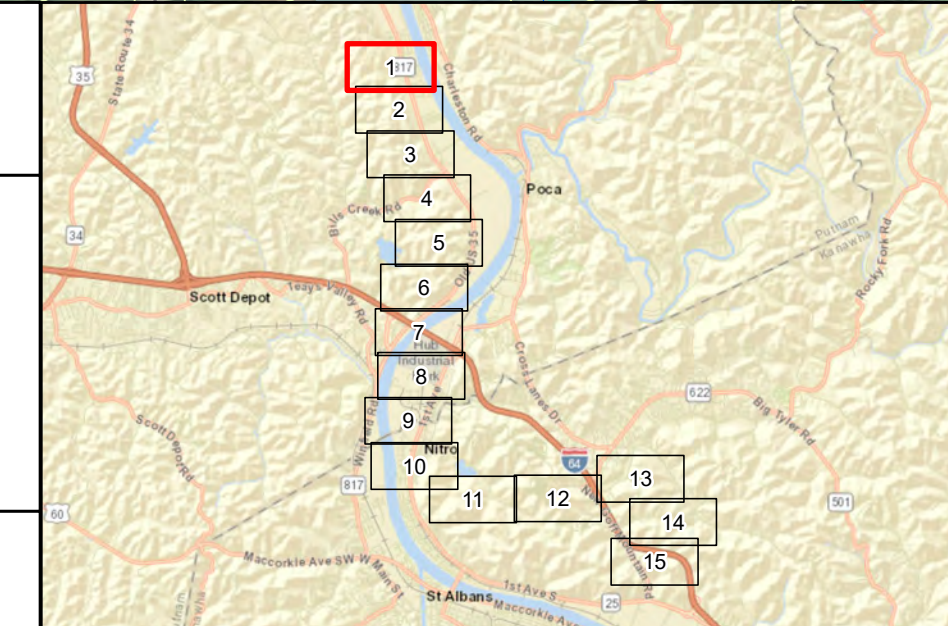 State Route 34
35
1
817
Charleston Rd
2
3
Poca
4
Bills Creek Rd
34
5
Old US 35
Putnam
Kanawha
Rocky Fork Rd
6
Scott Depot
Teays Valley Rd
7
Hub
Industrial
8
1st Ave
Cross Lanes Dr
622
Big Tyler Rd
9
Scott Depot Rd
Nitro
10
64
817
11
12
13
501
60
14
Maccorkle Ave SW W Main St
15
1st Ave S
St Albans
Maccorkle Ave
25